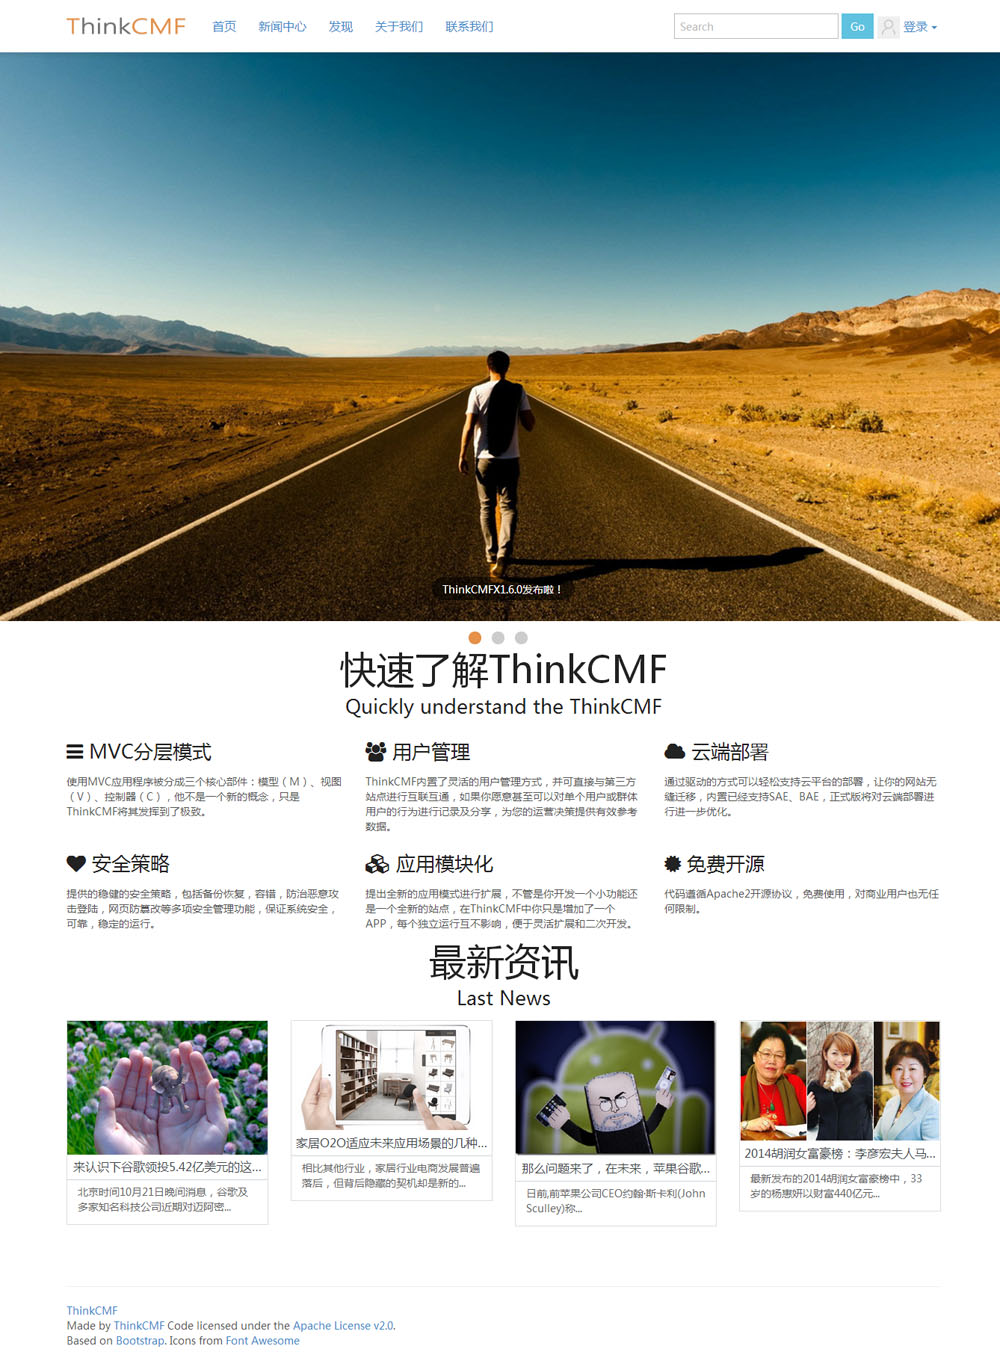 ThinkCMF 首页 新闻中心 发现 关于我们 联系我们 Search Go 登录
ThinkCMFX1.6.0发布啦！
快速了解ThinkCMF
Quickly understand the ThinkCMF
MVC分层模式
使用MVC应用程序被分成三个核心部件：模型（M）、视图
（V）、控制器（C），他不是一个新的概念，只是
ThinkCMF将其发挥到了极致。
用户管理
ThinkCMF内置了灵活的用户管理方式，并可直接与第三方
站点进行互联互通，如果你愿意甚至可以对单个用户或群体
用户的行为进行记录及分享，为您的运营决策提供有效参考
数据。
云端部署
通过驱动的方式可以轻松支持云平台的部署，让你的网站无
缝迁移，内置已经支持SAE、BAE，正式版将对云端部署进
行进一步优化。
安全策略
提供的稳健的安全策略，包括备份恢复，容错，防治恶意攻
击登陆，网页防篡改等多项安全管理功能，保证系统安全，
可靠，稳定的运行。
应用模块化
提出全新的应用模式进行扩展，不管是你开发一个小功能还
是一个全新的站点，在ThinkCMF中你只是增加了一个
APP，每个独立运行互不影响，便于灵活扩展和二次开发。
免费开源
代码遵循Apache2开源协议，免费使用，对商业用户也无任
何限制。
最新资讯
Last News
来认识下谷歌领投5.42亿美元的这...
北京时间10月21日晚间消息，谷歌及
多家知名科技公司近期对迈阿密...
家居O2O适应未来应用场景的几种...
相比其他行业，家居行业电商发展普遍
落后，但背后隐藏的契机却是新的...
那么问题来了，在未来，苹果谷歌...
日前,前苹果公司CEO约翰·斯卡利(John
Sculley)称...
2014胡润女富豪榜：李彦宏夫人马...
最新发布的2014胡润女富豪榜中，33
岁的杨惠妍以财富440亿元...
ThinkCMF
Made by ThinkCMF Code licensed under the Apache License v2.0.
Based on Bootstrap. Icons from Font Awesome